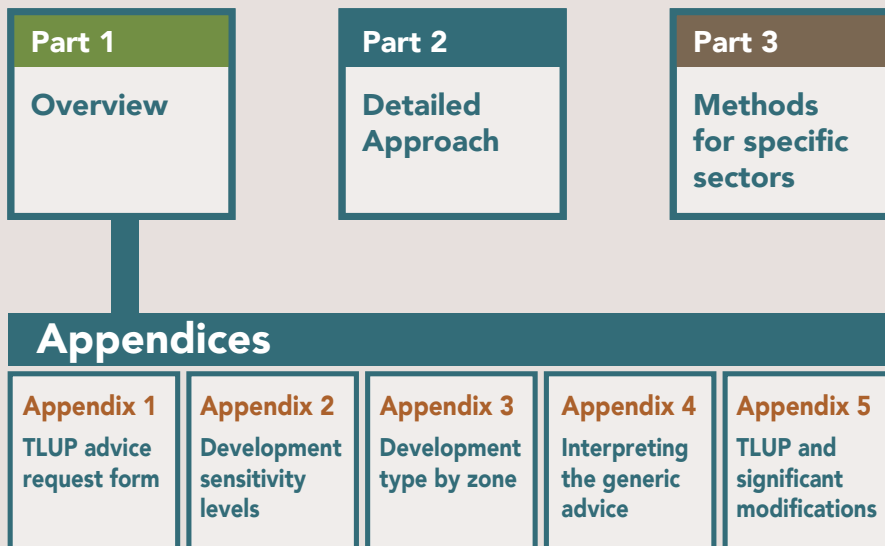 Part 1
Overview
Part 2
Detailed
Approach
Part 3
Methods
for specific
sectors
Appendices
Appendix 1
TLUP advice
request form
Appendix 2
Development
sensitivity
levels
Appendix 3
Development
type by zone
Appendix 4
Interpreting
the generic
advice
Appendix 5
TLUP and
significant
modifications